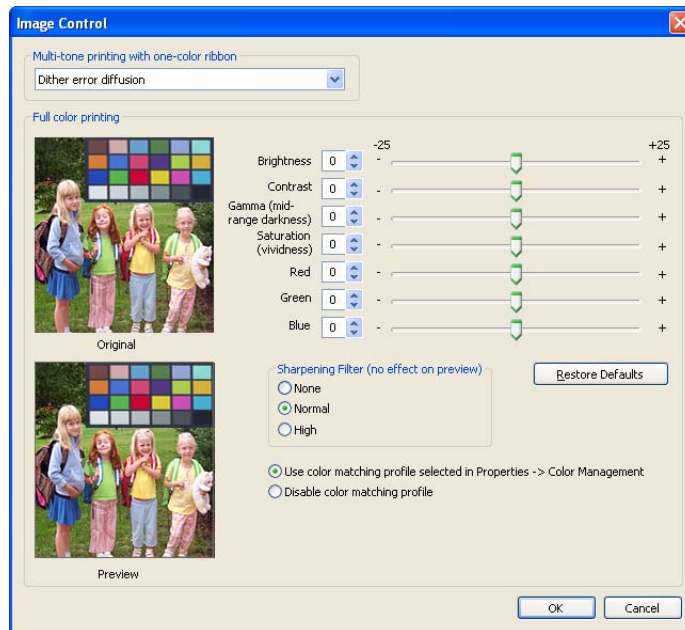 Image Control
Multi-tone printing with one-color ribbon
Dither error diffusion
Full color printing
-25 +25
Brightness 0 - +
Contrast 0 - +
Gamma (mid-
range darkness) 0 - +
Saturation
(vividness) 0 - +
Red 0 - +
Green 0 - +
Blue 0 - +
Original
Sharpening Filter (no effect on preview)
None
Normal
High
Restore Defaults
Use color matching profile selected in Properties -> Color Management
Disable color matching profile
Preview
OK Cancel